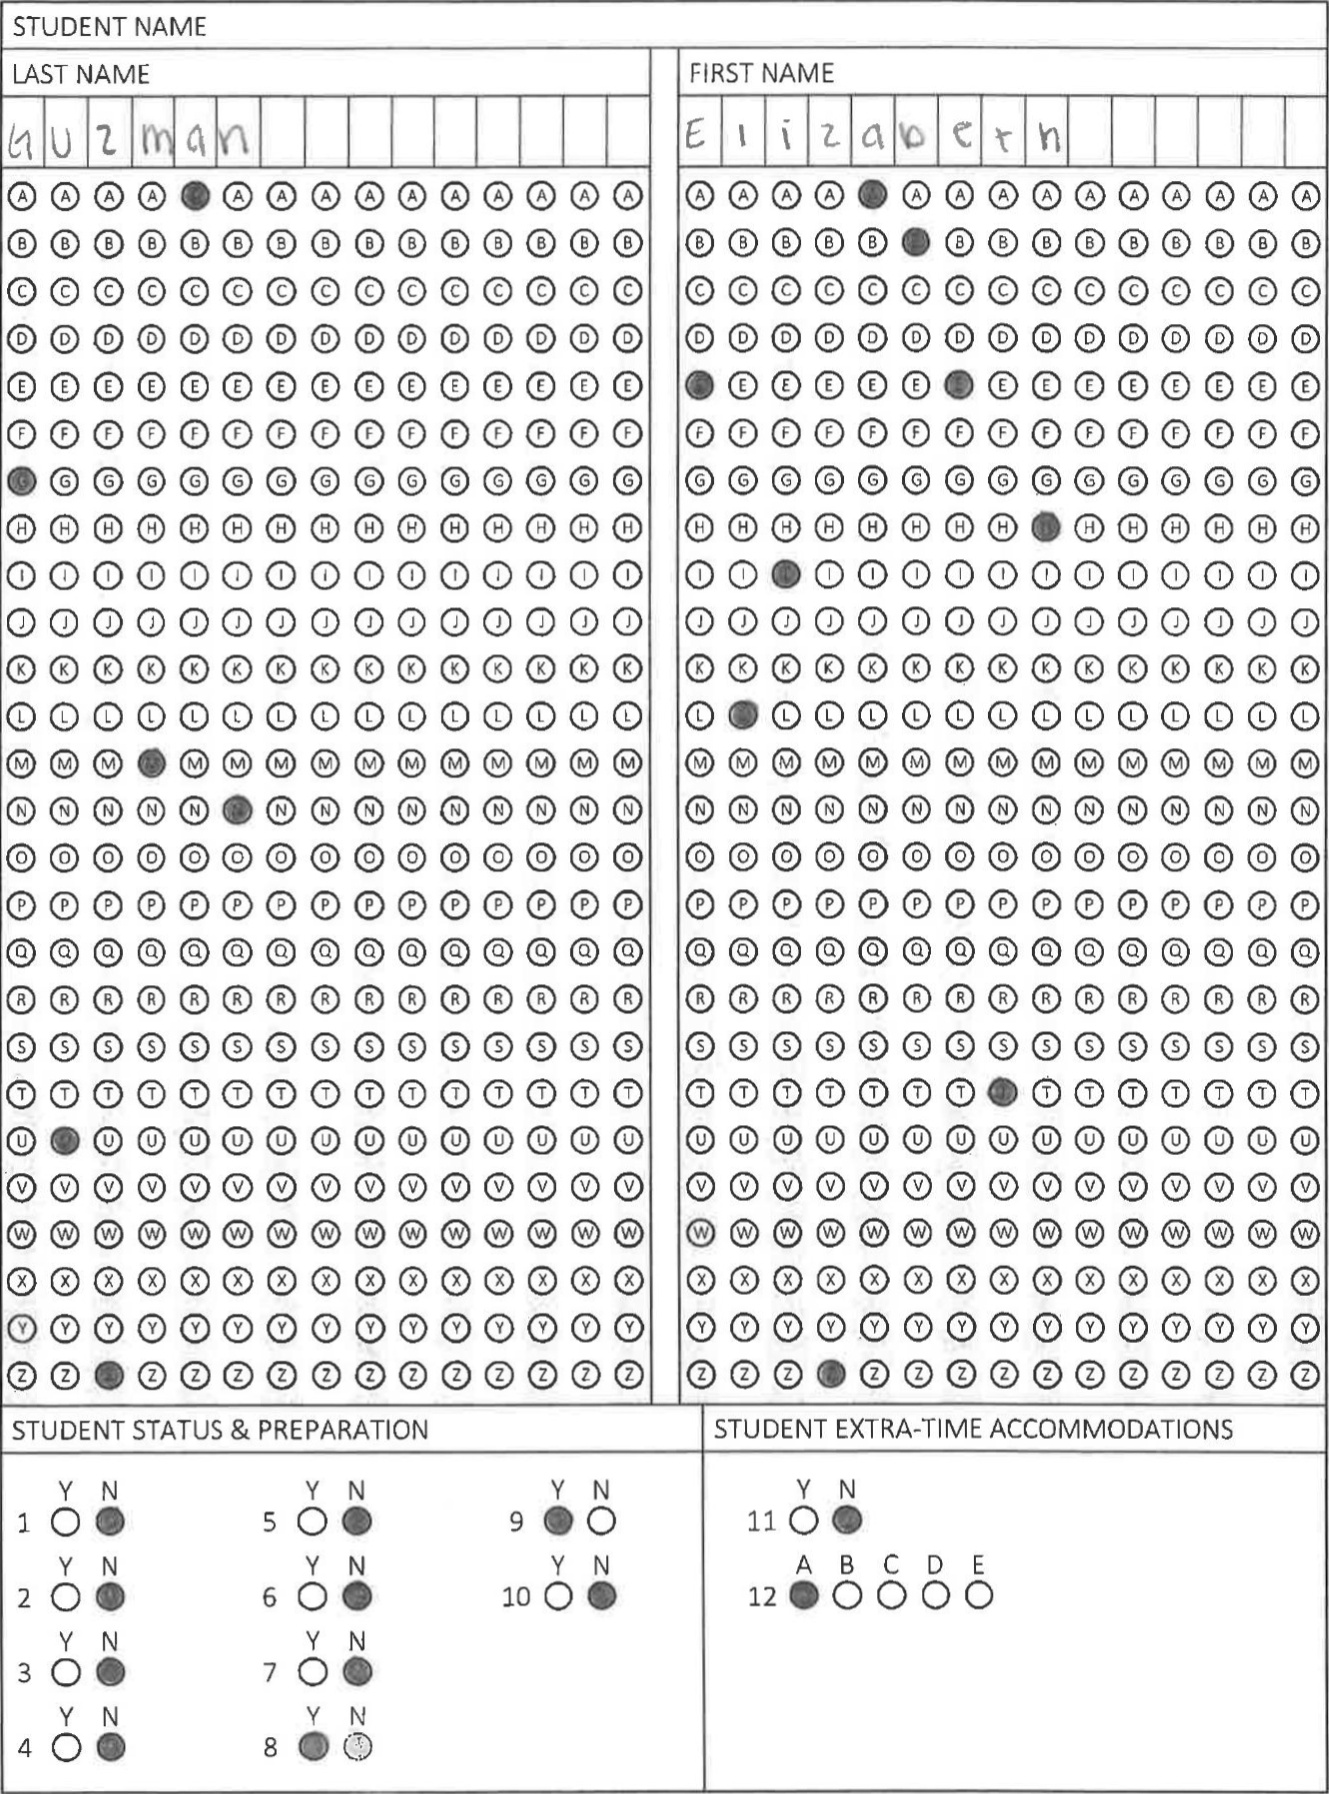 STUDENT NAME
LAST NAME FIRST NAME
Guzman Elizabeth
A A A A A A A A A A A A A A A A A A A A A A A A A A A A
B B B B B B B B B B B B B B B B B B B B B B B B B B B B B
C C C C C C C C C C C C C C C C C C C C C C C C C C C C C C
D D D D D D D D D D D D D D D D D D D D D D D D D D D D D D
E E E E E E E E E E E E E E E E E E E E E E E E E E E E E
F F F F F F F F F F F F F F F F F F F F F F F F F F F F F F
G G G G G G G G G G G G G G G G G G G G G G G G G G G G G G
H H H H H H H H H H H H H H H H H H H H H H H H H H H H H
I I I I I I I I I I I I I I I I I I I I I I I I I I I I I
J J J J J J J J J J J J J J J J J J J J J J J J J J J J J J
K K K K K K K K K K K K K K K K K K K K K K K K K K K K K K
L L L L L L L L L L L L L L L L L L L L L L L L L L L L L
M M M M M M M M M M M M M M M M M M M M M M M M M M M M M
N N N N N N N N N N N N N N N N N N N N N N N N N N N N N
O O O O O O O O O O O O O O O O O O O O O O O O O O O O O O
P P P P P P P P P P P P P P P P P P P P P P P P P P P P P P
Q Q Q Q Q Q Q Q Q Q Q Q Q Q Q Q Q Q Q Q Q Q Q Q Q Q Q Q Q Q
R R R R R R R R R R R R R R R R R R R R R R R R R R R R R R
S S S S S S S S S S S S S S S S S S S S S S S S S S S S S S
T T T T T T T T T T T T T T T T T T T T T T T T T T T T T
U U U U U U U U U U U U U U U U U U U U U U U U U U U U U
V V V V V V V V V V V V V V V V V V V V V V V V V V V V V V
W W W W W W W W W W W W W W W W W W W W W W W W W W W W W W
X X X X X X X X X X X X X X X X X X X X X X X X X X X X X X
Y Y Y Y Y Y Y Y Y Y Y Y Y Y Y Y Y Y Y Y Y Y Y Y Y Y Y Y Y Y
Z Z Z Z Z Z Z Z Z Z Z Z Z Z Z Z Z Z Z Z Z Z Z Z Z Z Z Z
STUDENT STATUS & PREPARATION STUDENT EXTRA-TIME ACCOMMODATIONS
Y N Y N Y N Y N
1 5 9 11
Y N Y N Y N A B C D E
2 6 10 12
Y N Y N
3 7
Y N Y N
4 8